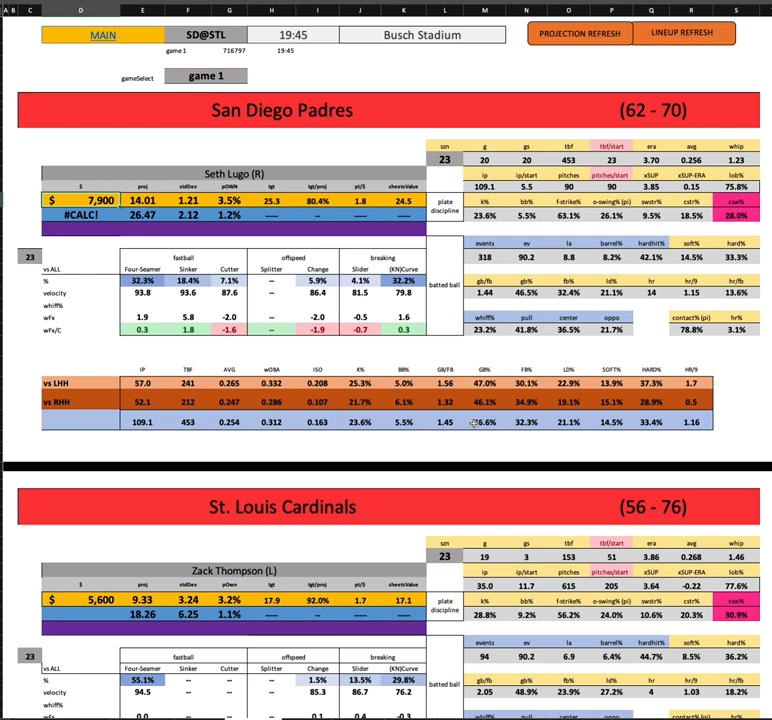 A B C D E F G H I J K L M N O P Q R S
MAIN SD@STL 19:45 Busch Stadium PROJECTION REFRESH LINEUP REFRESH
game 1 716797 19:45
gameSelect game 1
San Diego Padres (62 - 70)
szn g gs tbf tbf/start era avg whip
23 20 20 453 23 3.70 0.256 1.23
Seth Lugo (R) ip ip/start pitches pitches/start xSUP xSUP-ERA lob%
$ proj stdDev pOWN tgt tgt/proj pt/$ sheetsValue 109.1 5.5 90 90 3.85 0.15 75.8%
$ 7,900 14.01 1.21 3.5% 25.3 80.4% 1.8 24.5 plate discipline k% bb% f-strike% o-swing% (pi) swstr% cstr% csw%
#CALC! 26.47 2.12 1.2% -- -- -- -- 23.6% 5.5% 63.1% 26.1% 9.5% 18.5% 28.0%
events ev la barrel% hardhit% soft% hard%
23 fastball offspeed breaking 318 90.2 8.8 8.2% 42.1% 14.5% 33.3%
vs ALL Four-Seamer Sinker Cutter Splitter Change Slider (KN)Curve
% 32.3% 18.4% 7.1% -- 5.9% 4.1% 32.2% batted ball gb/fb gb% fb% ld% hr hr/9 hr/fb
velocity 93.8 93.6 87.6 -- 86.4 81.5 79.8 1.44 46.5% 32.4% 21.1% 14 1.15 13.6%
whiff%
wFx 1.9 5.8 -2.0 -- -2.0 -0.5 1.6 whiff% pull center oppo contact% (pi) hr%
wFx/C 0.3 1.8 -1.6 -- -1.9 -0.7 0.3 23.2% 41.8% 36.5% 21.7% 78.8% 3.1%
IP TBF AVG wOBA ISO K% BB% GB/FB GB% FB% LD% SOFT% HARD% HR/9
vs LHH 57.0 241 0.265 0.332 0.208 25.3% 5.0% 1.56 47.0% 30.1% 22.9% 13.9% 37.3% 1.7
vs RHH 52.1 212 0.247 0.286 0.107 21.7% 6.1% 1.32 46.1% 34.9% 19.1% 15.1% 28.9% 0.5
109.1 453 0.254 0.312 0.163 23.6% 5.5% 1.45 46.6% 32.3% 21.1% 14.5% 33.4% 1.16
St. Louis Cardinals (56 - 76)
szn g gs tbf tbf/start era avg whip
23 19 3 153 51 3.86 0.268 1.46
Zack Thompson (L) ip ip/start pitches pitches/start xSUP xSUP-ERA lob%
$ proj stdDev pOwn tgt tgt/proj pt/$ sheetsValue 35.0 11.7 615 205 3.64 -0.22 77.6%
$ 5,600 9.33 3.24 3.2% 17.9 92.0% 1.7 17.1 plate discipline k% bb% f-strike% o-swing% (pi) swstr% cstr% csw%
18.26 6.25 1.1% -- -- -- -- 28.8% 9.2% 56.2% 24.0% 10.6% 20.3% 30.9%
events ev la barrel% hardhit% soft% hard%
23 fastball offspeed breaking 94 90.2 6.9 6.4% 44.7% 8.5% 36.2%
vs ALL Four-Seamer Sinker Cutter Splitter Change Slider (KN)Curve
% 55.1% -- -- -- 1.5% 13.5% 29.8% batted ball gb/fb gb% fb% ld% hr hr/9 hr/fb
velocity 94.5 -- -- -- 85.3 86.7 76.2 2.05 48.9% 23.9% 27.2% 4 1.03 18.2%
whiff%
wFx 0.0 -- -- -- 0.1 0.4 -0.3 whiff% pull center oppo contact% (pi) hr%